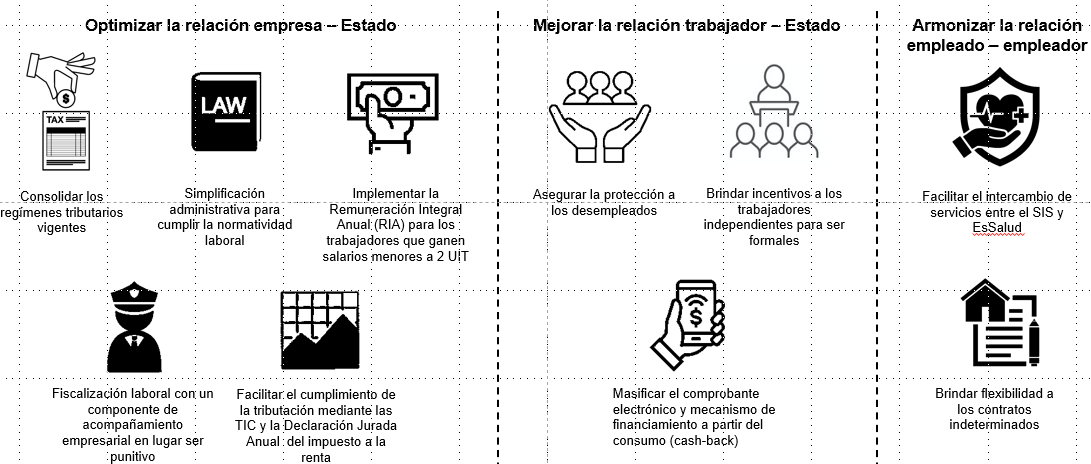 Optimizar la relación empresa – Estado
Mejorar la relación trabajador – Estado
Armonizar la relación
empleado – empleador
$
TAX
LAW
Consolidar los
regímenes tributarios
vigentes
Simplificación
administrativa para
cumplir la normatividad
laboral
Implementar la
Remuneración Integral
Anual (RIA) para los
trabajadores que ganen
salarios menores a 2 UIT
Asegurar la protección a
los desempleados
Brindar incentivos a los
trabajadores
independientes para ser
formales
Facilitar el intercambio de
servicios entre el SIS y
EsSalud
$
Fiscalización laboral con un
componente de
acompañamiento
empresarial en lugar ser
punitivo
Facilitar el cumplimiento de
la tributación mediante las
TIC y la Declaración Jurada
Anual del impuesto a la
renta
Masificar el comprobante
electrónico y mecanismo de
financiamiento a partir del
consumo (cash-back)
Brindar flexibilidad a
los contratos
indeterminados